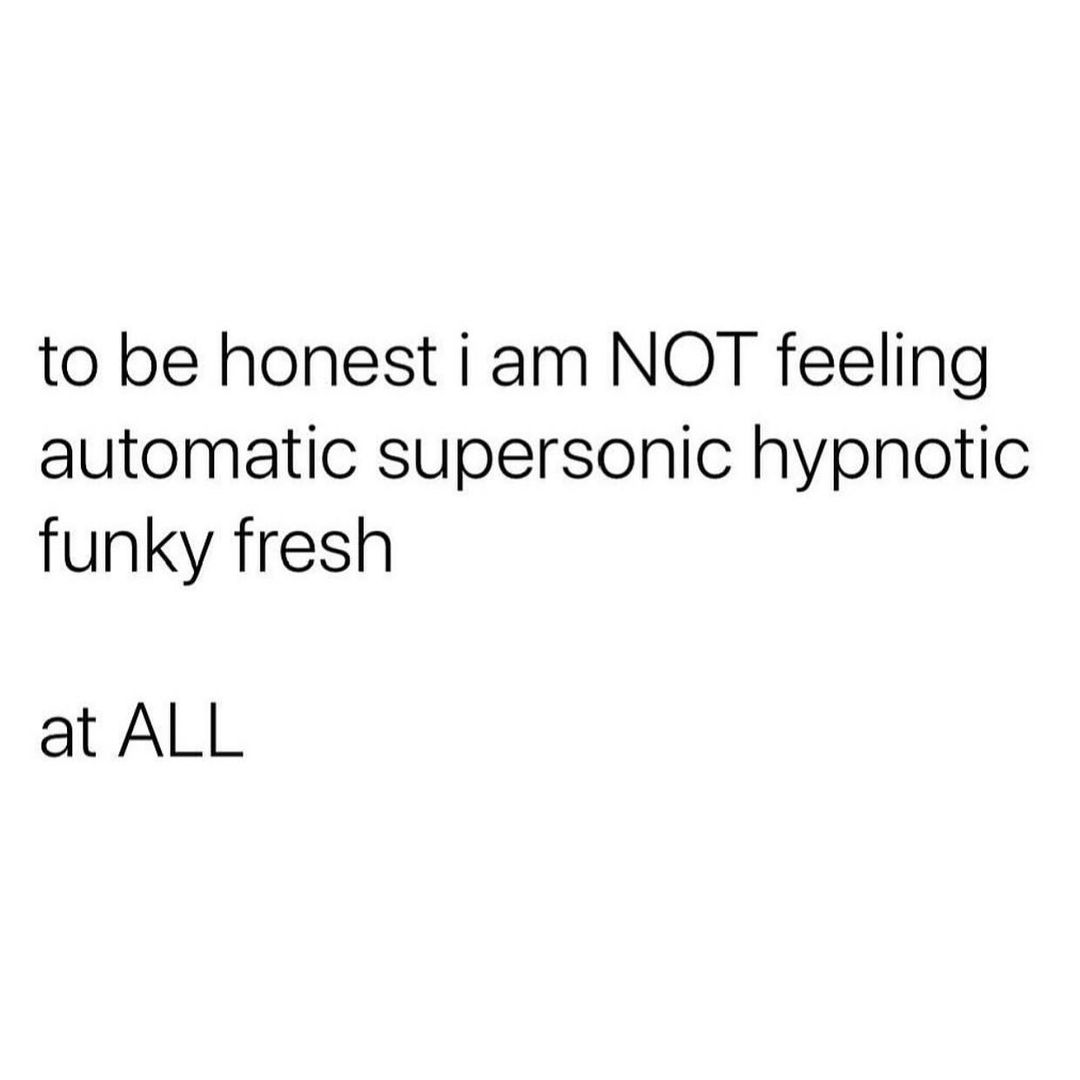 to be honest i am NOT feeling
automatic supersonic hypnotic
funky fresh
at ALL